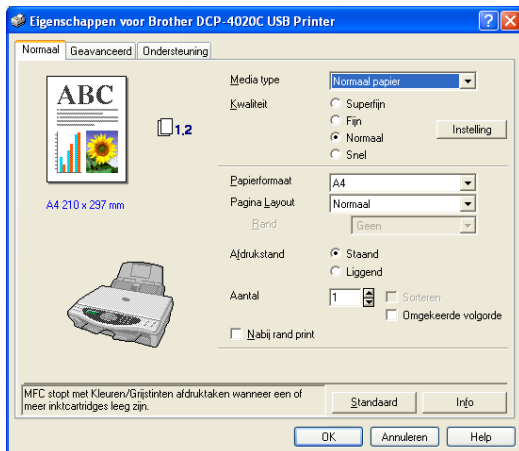 Eigenschappen voor Brother DCP-4020C USB Printer
Normaal Geavanceerd Ondersteuning
ABC
1,2
A4 210 x 297 mm
Media type Normaal papier
Kwaliteit Superfijn
Fijn
Normaal
Snel
Instelling
Papierformaat A4
Pagina Layout Normaal
Rand Geen
Afdrukstand Staand
Liggend
Aantal 1 Sorteren
Omgekeerde volgorde
Nabij rand print
MFC stopt met Kleuren/Grijstinten afdruktaken wanneer een of
meer inktcartridges leeg zijn.
Standaard Info
OK Annuleren Help